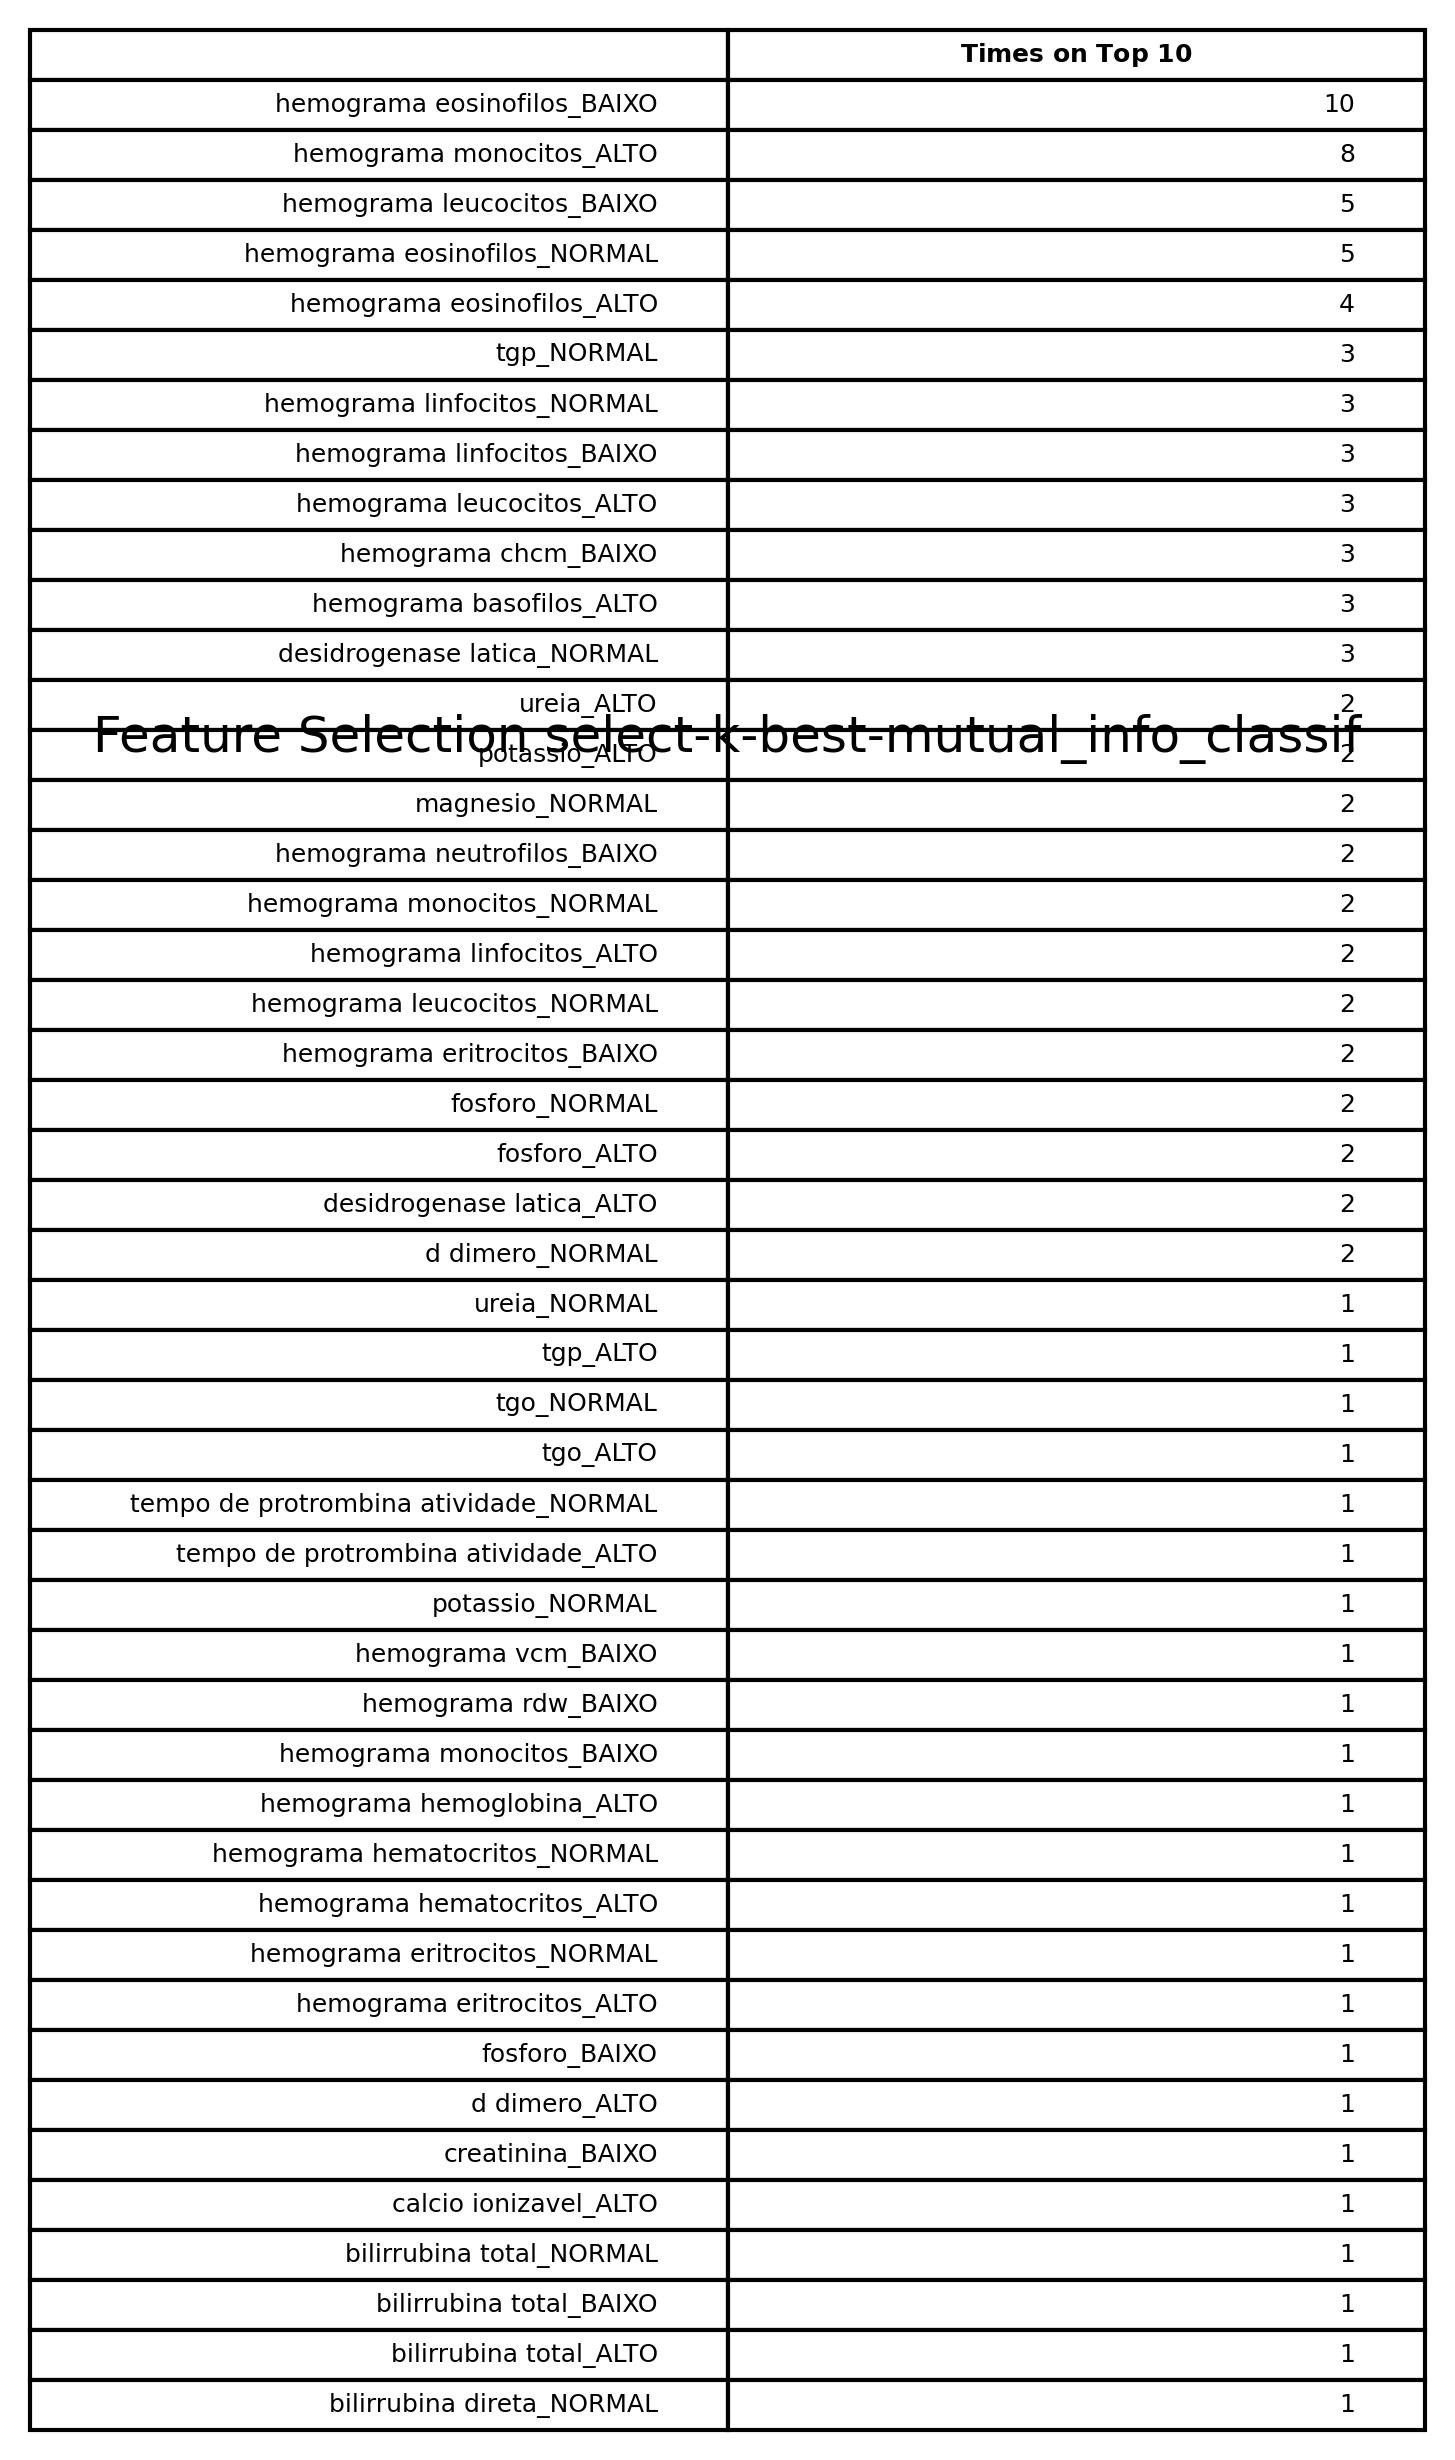 Times on Top 10
hemograma eosinofilos_BAIXO 10
hemograma monocitos_ALTO 8
hemograma leucocitos_BAIXO 5
hemograma eosinofilos_NORMAL 5
hemograma eosinofilos_ALTO 4
tgp_NORMAL 3
hemograma linfocitos_NORMAL 3
hemograma linfocitos_BAIXO 3
hemograma leucocitos_ALTO 3
hemograma chcm_BAIXO 3
hemograma basofilos_ALTO 3
desidrogenase latica_NORMAL 3
ureia_ALTO 2
Feature Selection select-k-best-mutual_info_classif
potassio_ALTO 2
magnesio_NORMAL 2
hemograma neutrofilos_BAIXO 2
hemograma monocitos_NORMAL 2
hemograma linfocitos_ALTO 2
hemograma leucocitos_NORMAL 2
hemograma eritrocitos_BAIXO 2
fosforo_NORMAL 2
fosforo_ALTO 2
desidrogenase latica_ALTO 2
d dimero_NORMAL 2
ureia_NORMAL 1
tgp_ALTO 1
tgo_NORMAL 1
tgo_ALTO 1
tempo de protrombina atividade_NORMAL 1
tempo de protrombina atividade_ALTO 1
potassio_NORMAL 1
hemograma vcm_BAIXO 1
hemograma rdw_BAIXO 1
hemograma monocitos_BAIXO 1
hemograma hemoglobina_ALTO 1
hemograma hematocritos_NORMAL 1
hemograma hematocritos_ALTO 1
hemograma eritrocitos_NORMAL 1
hemograma eritrocitos_ALTO 1
fosforo_BAIXO 1
d dimero_ALTO 1
creatinina_BAIXO 1
calcio ionizavel_ALTO 1
bilirrubina total_NORMAL 1
bilirrubina total_BAIXO 1
bilirrubina total_ALTO 1
bilirrubina direta_NORMAL 1